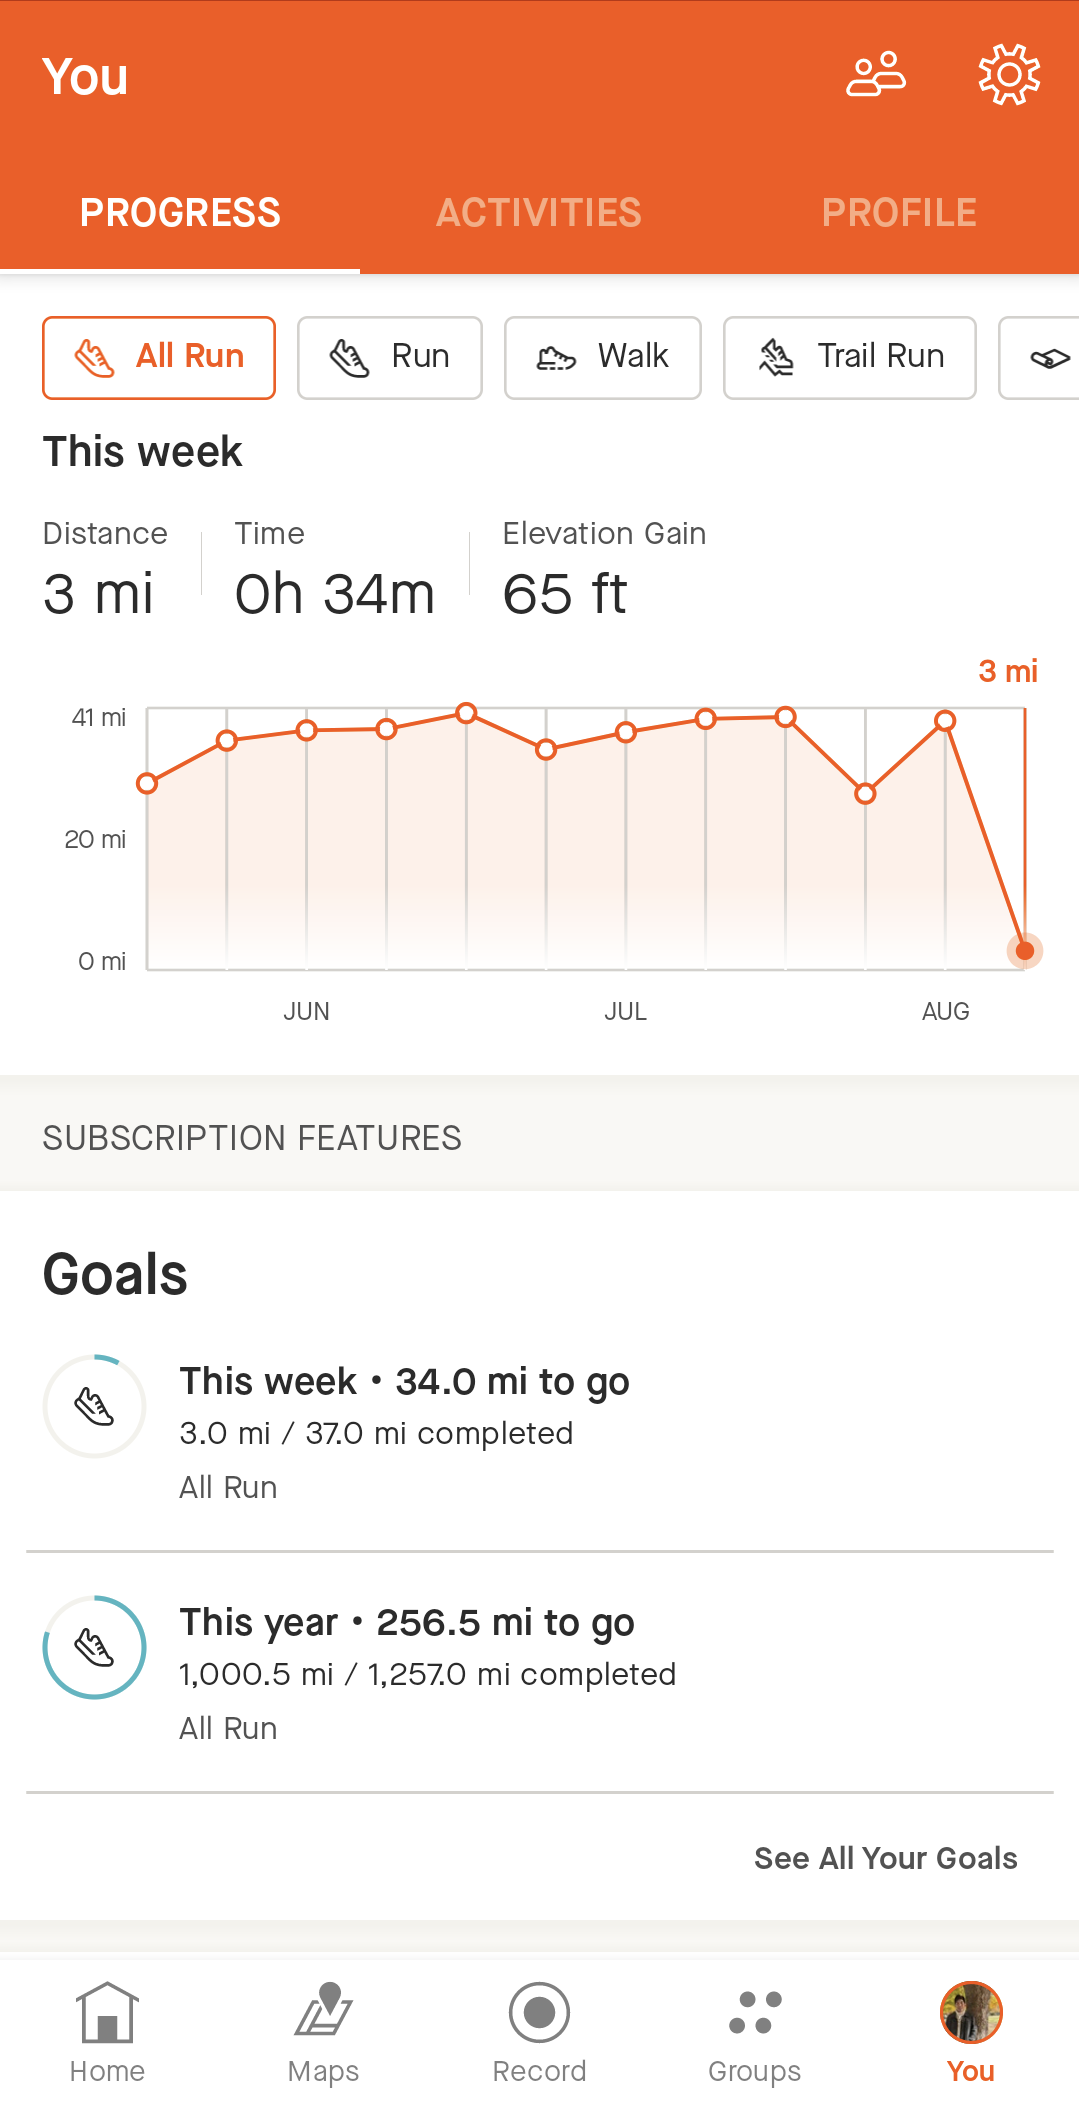 You
PROGRESS
ACTIVITIES
PROFILE
All Run
Run
Walk
Trail Run
This week
Distance
Time
Elevation Gain
3 mi
0h 34m
65 ft
3 mi
41 mi
20 mi
0 mi
JUN
JUL
AUG
SUBSCRIPTION FEATURES
Goals
This week • 34.0 mi to go
3.0 mi / 37.0 mi completed
All Run
This year • 256.5 mi to go
1,000.5 mi / 1,257.0 mi completed
All Run
See All Your Goals
Home
Maps
Record
Groups
You